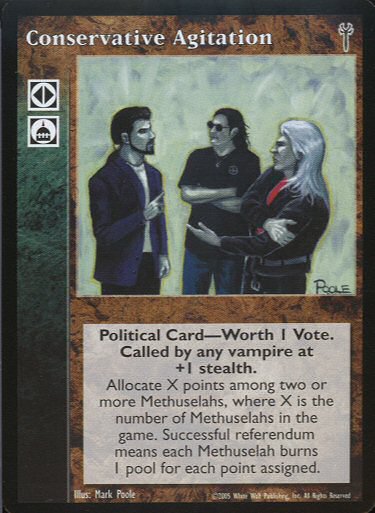 Conservative Agitation
POOLE
Political Card—Worth 1 Vote.
Called by any vampire at
+1 stealth.
Allocate X points among two or
more Methuselahs, where X is the
number of Methuselahs in the
game. Successful referendum
means each Methuselah burns
1 pool for each point assigned.
Illus: Mark Poole
©2005 White Wolf Publishing, Inc. All Rights Reserved